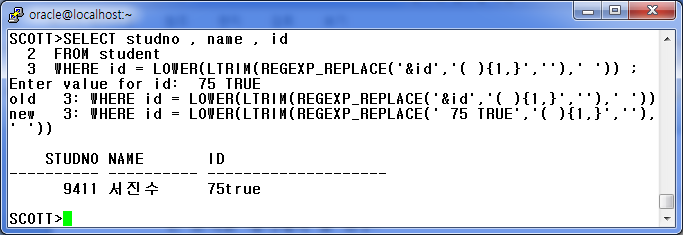 oracle@localhost:~
SCOTT>SELECT studno , name , id
  2  FROM student
  3  WHERE id = LOWER(LTRIM(REGEXP_REPLACE('&id','( ){1,}',''),' ')) ;
Enter value for id:  75 TRUE
old   3: WHERE id = LOWER(LTRIM(REGEXP_REPLACE('&id','( ){1,}',''),' '))
new   3: WHERE id = LOWER(LTRIM(REGEXP_REPLACE(' 75 TRUE','( ){1,}',''),
' '))
    STUDNO NAME       ID
---------- ---------- --------------------
      9411 서진수     75true
SCOTT>